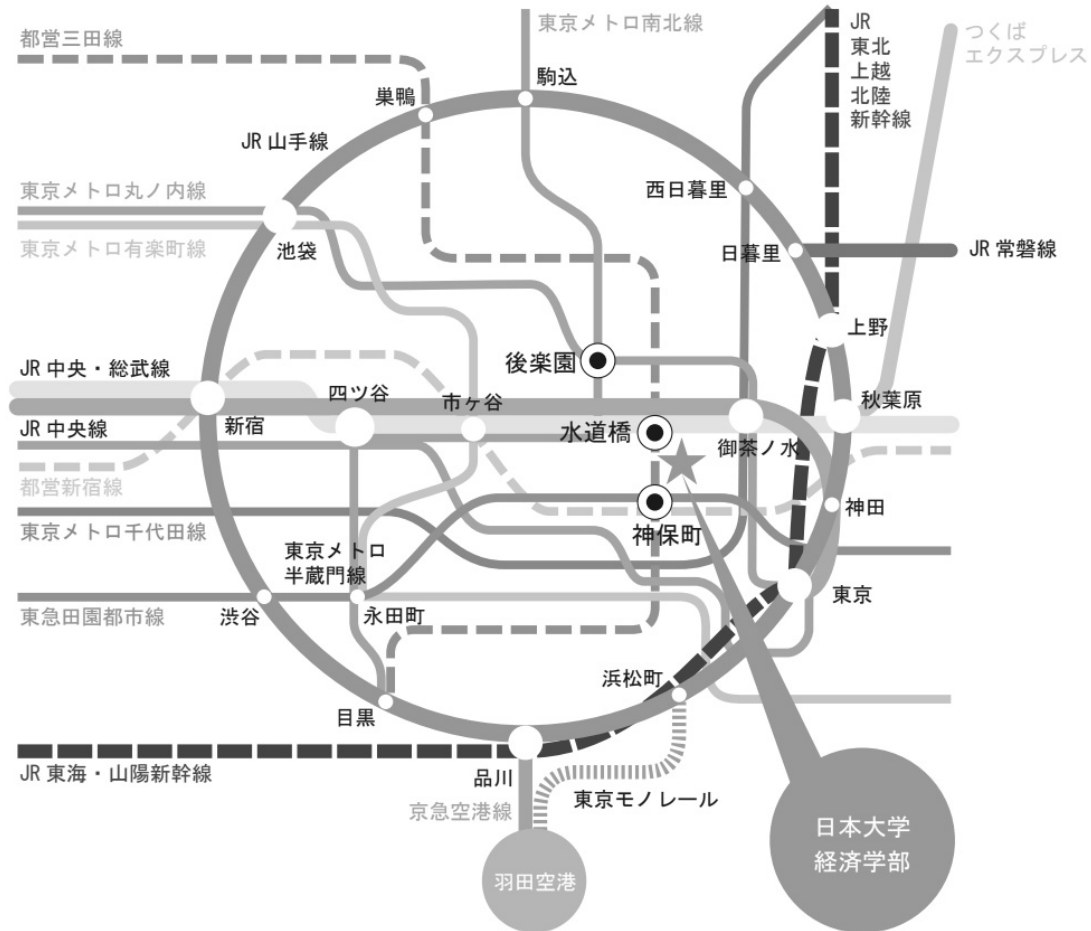 都営三田線
東京メトロ南北線
JR
東北
上越
北陸
新幹線
つくば
エクスプレス
巣鴨
駒込
JR 山手線
東京メトロ丸ノ内線
西日暮里
東京メトロ有楽町線
池袋
日暮里
JR 常磐線
上野
後楽園
JR 中央・総武線
四ツ谷
市ヶ谷
秋葉原
新宿
JR 中央線
水道橋
御茶ノ水
都営新宿線
神田
東京メトロ千代田線
神保町
東京メトロ
半蔵門線
東急田園都市線
渋谷
永田町
東京
浜松町
目黒
JR 東海・山陽新幹線
品川
京急空港線
東京モノレール
日本大学
経済学部
羽田空港